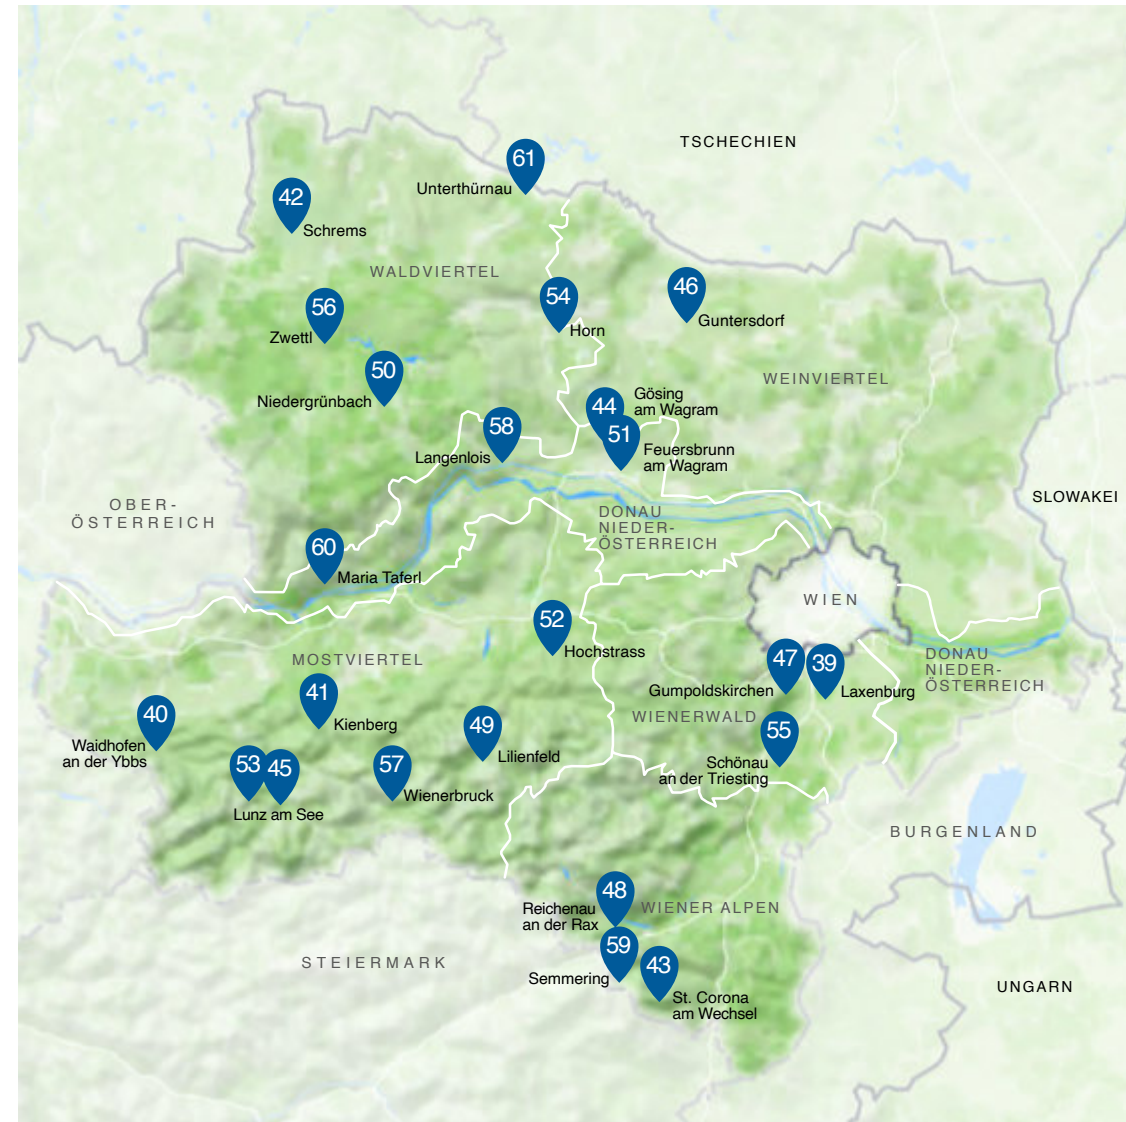 TSCHECHIEN
61
Unterthürnau
42
Schrems
WALDVIERTEL
46
Guntersdorf
54
Horn
56
Zwettl
50
Niedergrünbach
WEINVIERTEL
44
Gösing
am Wagram
51
Feuersbrunn
am Wagram
58
Langenlois
OBER-
ÖSTERREICH
SLOWAKEI
DONAU
NIEDER-
ÖSTERREICH
60
Maria Taferl
WIEN
52
Hochstrass
MOSTVIERTEL
47
Gumpoldskirchen
39
Laxenburg
DONAU
NIEDER-
ÖSTERREICH
41
Kienberg
40
Waidhofen
an der Ybbs
49
Lilienfeld
WIENERWALD
55
Schönau
an der Triesting
53
45
Lunz am See
57
Wienerbruck
BURGENLAND
48
Reichenau
an der Rax
WIENER ALPEN
59
Semmering
43
St. Corona
am Wechsel
STEIERMARK
UNGARN